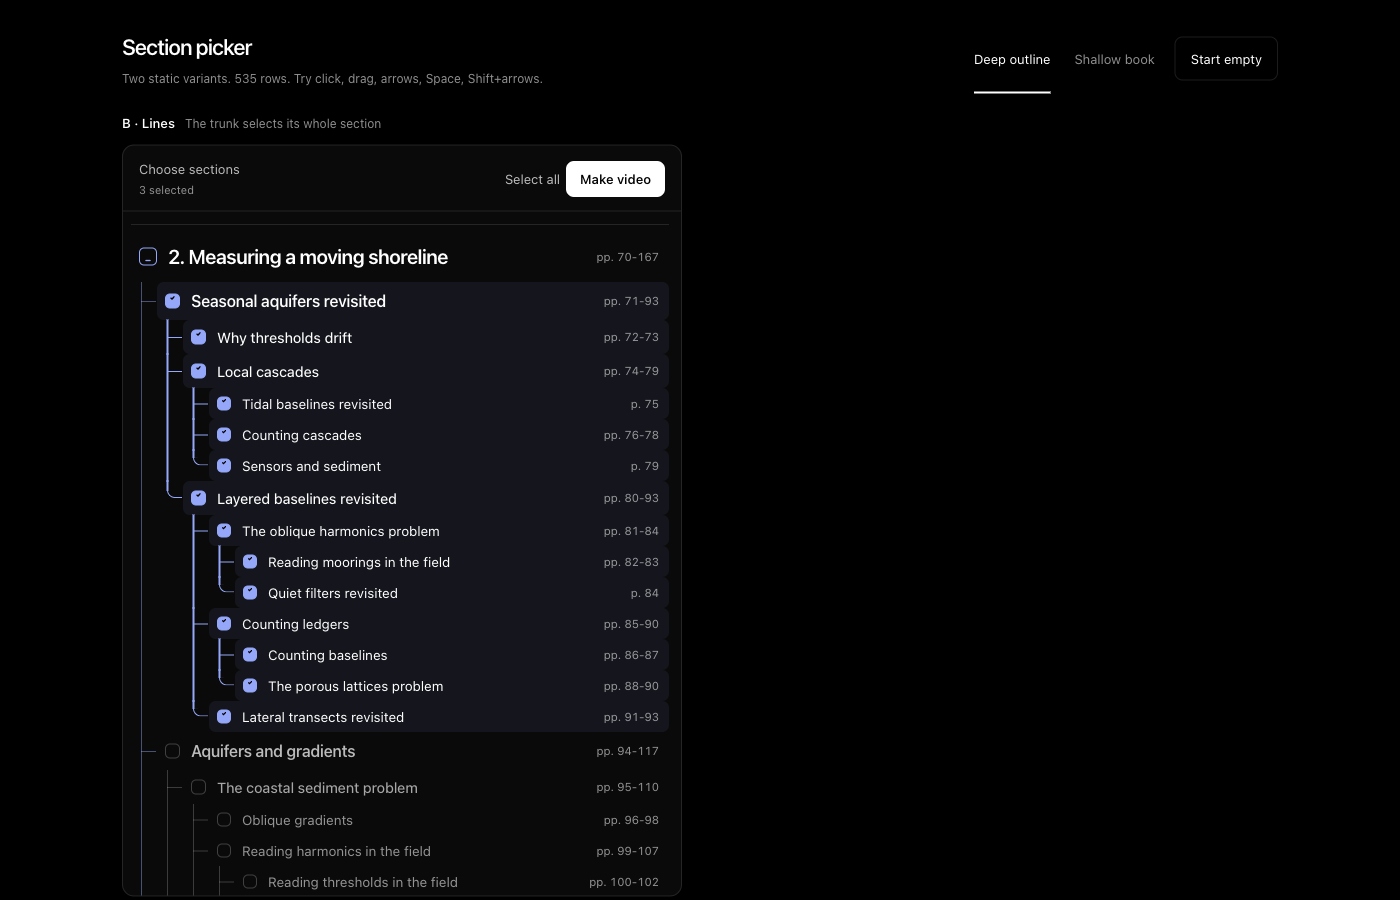 Section picker
Two static variants. 535 rows. Try click, drag, arrows, Space, Shift+arrows.
Deep outline
Shallow book
Start empty
B · Lines The trunk selects its whole section
Choose sections
3 selected
Select all
Make video
2. Measuring a moving shoreline pp. 70-167
Seasonal aquifers revisited pp. 71-93
Why thresholds drift pp. 72-73
Local cascades pp. 74-79
Tidal baselines revisited p. 75
Counting cascades pp. 76-78
Sensors and sediment p. 79
Layered baselines revisited pp. 80-93
The oblique harmonics problem pp. 81-84
Reading moorings in the field pp. 82-83
Quiet filters revisited p. 84
Counting ledgers pp. 85-90
Counting baselines pp. 86-87
The porous lattices problem pp. 88-90
Lateral transects revisited pp. 91-93
Aquifers and gradients pp. 94-117
The coastal sediment problem pp. 95-110
Oblique gradients pp. 96-98
Reading harmonics in the field pp. 99-107
Reading thresholds in the field pp. 100-102